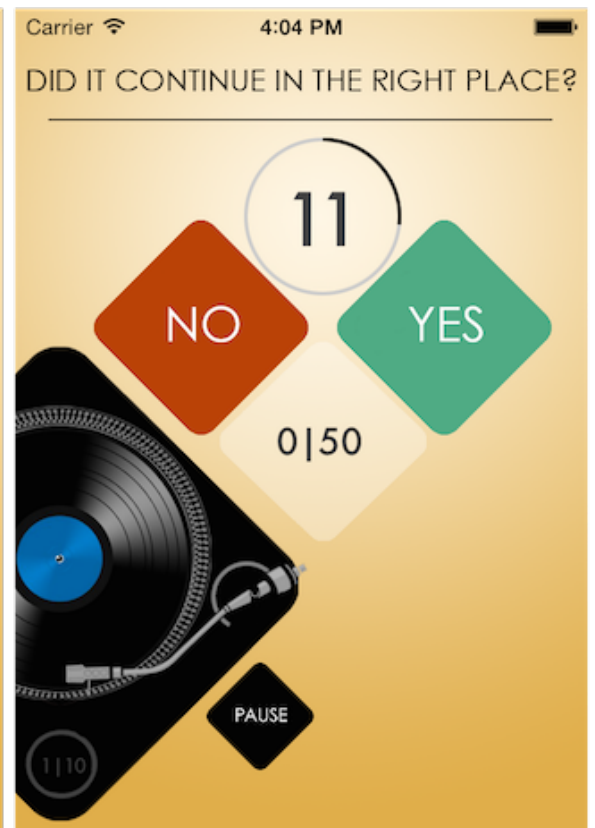 Carrier 4:04 PM
DID IT CONTINUE IN THE RIGHT PLACE?
11
NO
YES
0|50
PAUSE
1|10